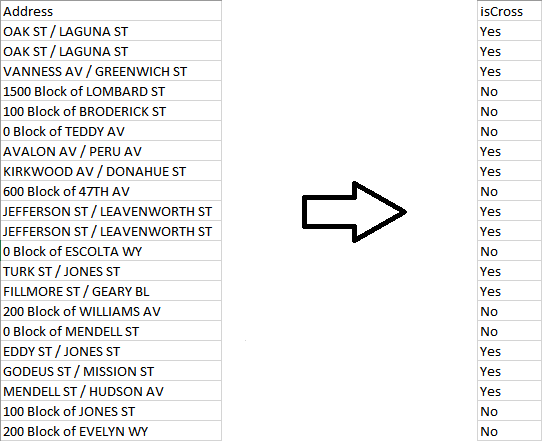 Address isCross
OAK ST / LAGUNA ST Yes
OAK ST / LAGUNA ST Yes
VANNESS AV / GREENWICH ST Yes
1500 Block of LOMBARD ST No
100 Block of BRODERICK ST No
0 Block of TEDDY AV No
AVALON AV / PERU AV Yes
KIRKWOOD AV / DONAHUE ST Yes
600 Block of 47TH AV No
JEFFERSON ST / LEAVENWORTH ST Yes
JEFFERSON ST / LEAVENWORTH ST Yes
0 Block of ESCOLTA WY No
TURK ST / JONES ST Yes
FILLMORE ST / GEARY BL Yes
200 Block of WILLIAMS AV No
0 Block of MENDELL ST No
EDDY ST / JONES ST Yes
GODEUS ST / MISSION ST Yes
MENDELL ST / HUDSON AV Yes
100 Block of JONES ST No
200 Block of EVELYN WY No